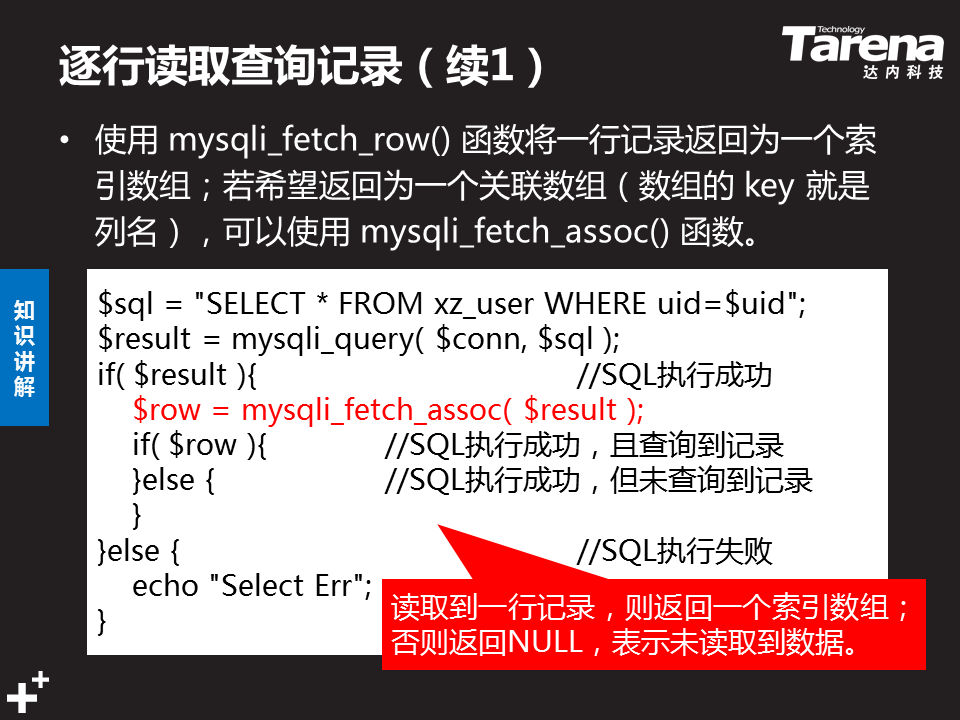 逐行读取查询记录（续1）
Technology
Tarena
达内科技
• 使用 mysqli_fetch_row() 函数将一行记录返回为一个索
引数组；若希望返回为一个关联数组（数组的 key 就是
列名），可以使用 mysqli_fetch_assoc() 函数。
知识讲解
$sql = "SELECT * FROM xz_user WHERE uid=$uid";
$result = mysqli_query( $conn, $sql );
if( $result ){ //SQL执行成功
$row = mysqli_fetch_assoc( $result );
if( $row ){ //SQL执行成功，且查询到记录
}else { //SQL执行成功，但未查询到记录
}
}else { //SQL执行失败
echo "Select Err";
}
读取到一行记录，则返回一个索引数组；
否则返回NULL，表示未读取到数据。